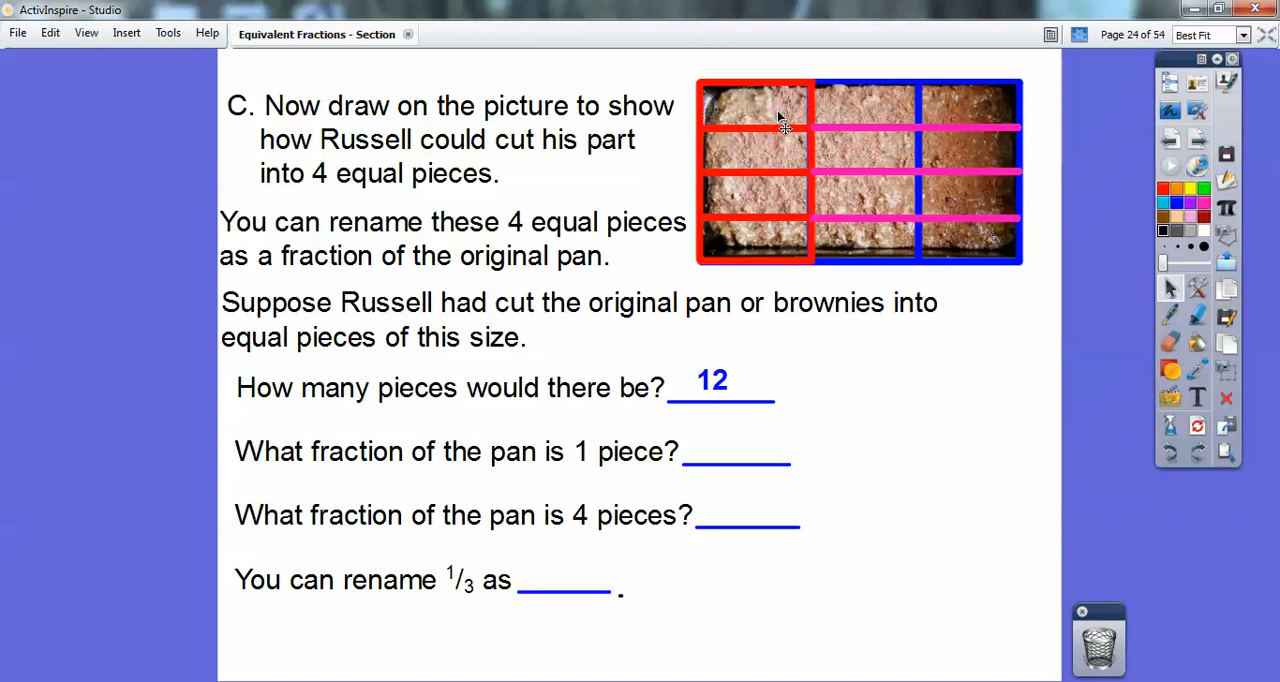 ActivInspire - Studio
File Edit View Insert Tools Help
Equivalent Fractions - Section
Page 24 of 54
Best Fit
C. Now draw on the picture to show
how Russell could cut his part
into 4 equal pieces.
You can rename these 4 equal pieces
as a fraction of the original pan.
Suppose Russell had cut the original pan or brownies into
equal pieces of this size.
How many pieces would there be? 12
What fraction of the pan is 1 piece?
What fraction of the pan is 4 pieces?
You can rename 1/3 as .